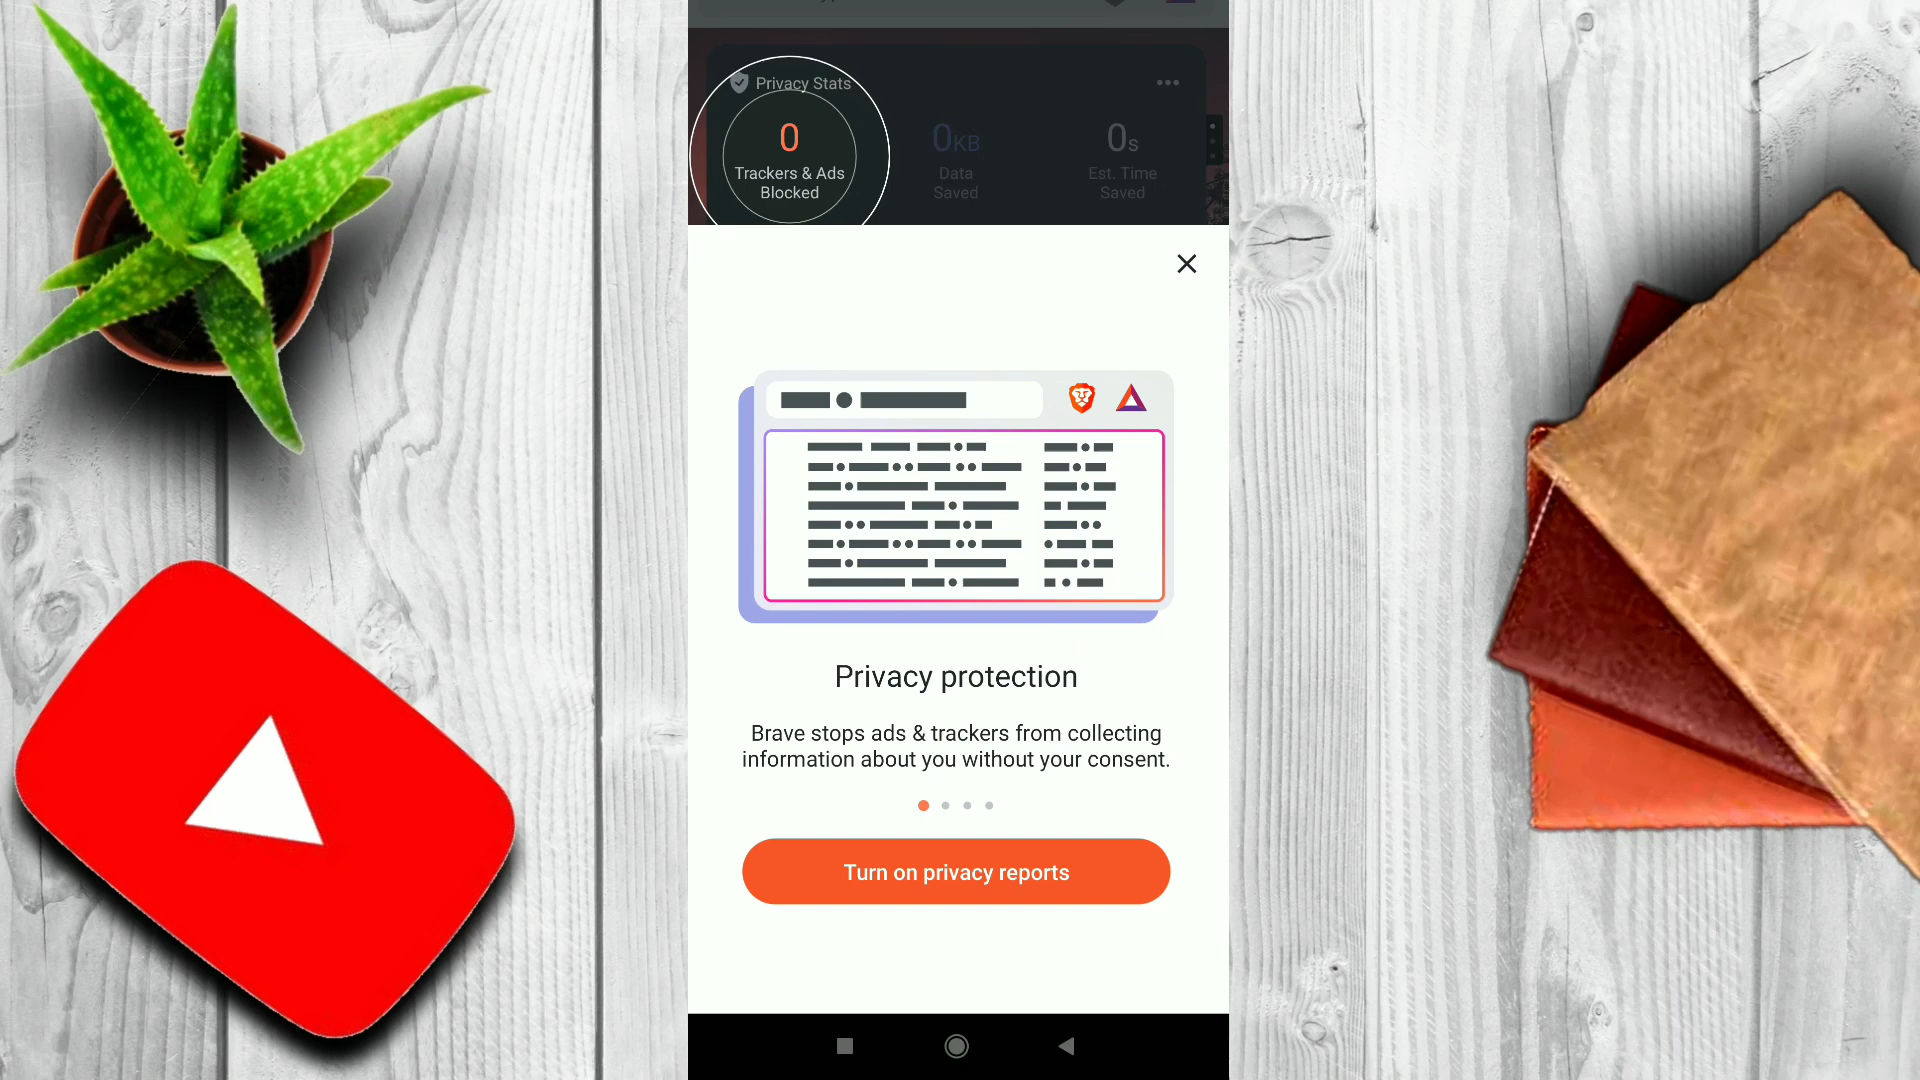 Privacy Stats
0
Trackers & Ads
Blocked
0KB
Data
Saved
0s
Est. Time
Saved
Privacy protection
Brave stops ads & trackers from collecting
information about you without your consent.
Turn on privacy reports